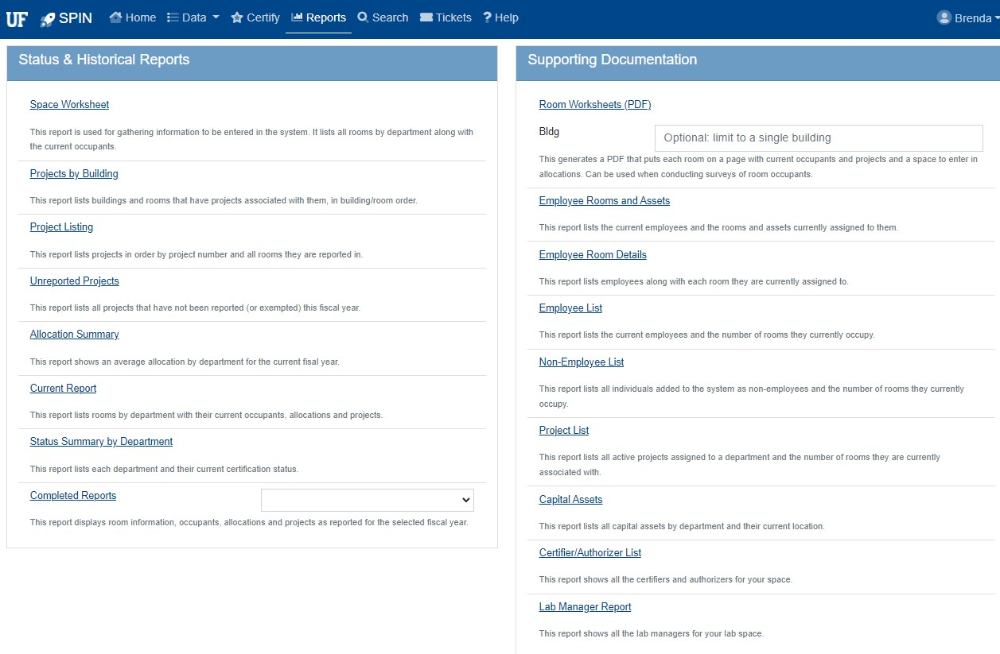 UF SPIN Home Data Certify Reports Search Tickets ? Help Brenda
Status & Historical Reports
Space Worksheet
This report is used for gathering information to be entered in the system. It lists all rooms by department along with
the current occupants.
Projects by Building
This report lists buildings and rooms that have projects associated with them, in building/room order.
Project Listing
This report lists projects in order by project number and all rooms they are reported in.
Unreported Projects
This report lists all projects that have not been reported (or exempted) this fiscal year.
Allocation Summary
This report shows an average allocation by department for the current fisal year.
Current Report
This report lists rooms by department with their current occupants, allocations and projects.
Status Summary by Department
This report lists each department and their current certification status.
Completed Reports
This report displays room information, occupants, allocations and projects as reported for the selected fiscal year.
Supporting Documentation
Room Worksheets (PDF)
Bldg Optional: limit to a single building
This generates a PDF that puts each room on a page with current occupants and projects and a space to enter in
allocations. Can be used when conducting surveys of room occupants.
Employee Rooms and Assets
This report lists the current employees and the rooms and assets currently assigned to them.
Employee Room Details
This report lists employees along with each room they are currently assigned to.
Employee List
This report lists the current employees and the number of rooms they currently occupy.
Non-Employee List
This report lists all individuals added to the system as non-employees and the number of rooms they currently
occupy.
Project List
This report lists all active projects assigned to a department and the number of rooms they are currently
associated with.
Capital Assets
This report lists all capital assets by department and their current location.
Certifier/Authorizer List
This report shows all the certifiers and authorizers for your space.
Lab Manager Report
This report shows all the lab managers for your lab space.